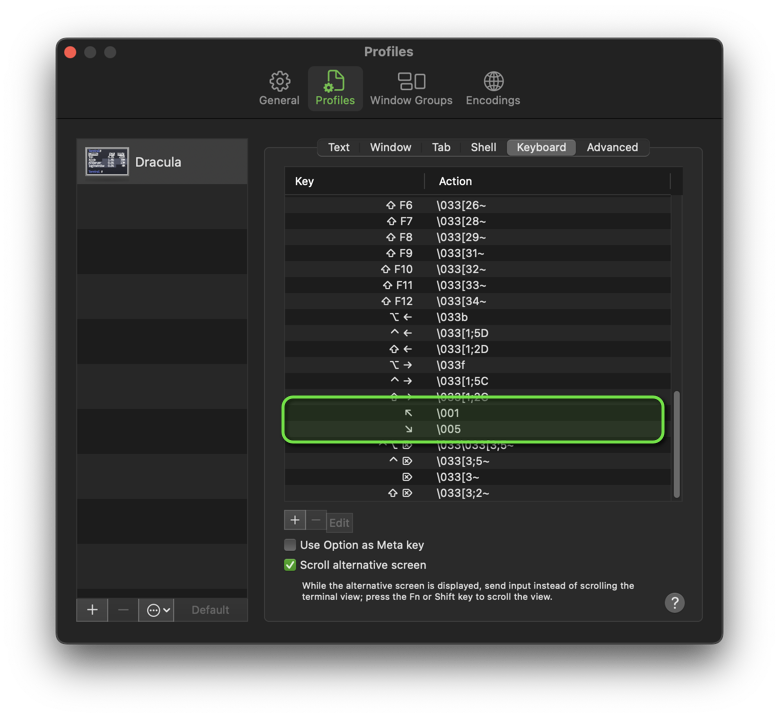 Profiles
General Profiles Window Groups Encodings
Dracula
Text Window Tab Shell Keyboard Advanced
Key Action
⇧ F6 \033[26~
⇧ F7 \033[28~
⇧ F8 \033[29~
⇧ F9 \033[31~
⇧ F10 \033[32~
⇧ F11 \033[33~
⇧ F12 \033[34~
⌥ ← \033b
^ ← \033[1;5D
⇧ ← \033[1;2D
⌥ → \033f
^ → \033[1;5C
⇧ → \033[1;2C
↖ \001
↘ \005
^ ⌥ ⌦ \033\033[3;5~
^ ⌦ \033[3;5~
⌦ \033[3~
⇧ ⌦ \033[3;2~
+ − Edit
Use Option as Meta key
Scroll alternative screen
While the alternative screen is displayed, send input instead of scrolling the
terminal view; press the Fn or Shift key to scroll the view.
+ − Default
?